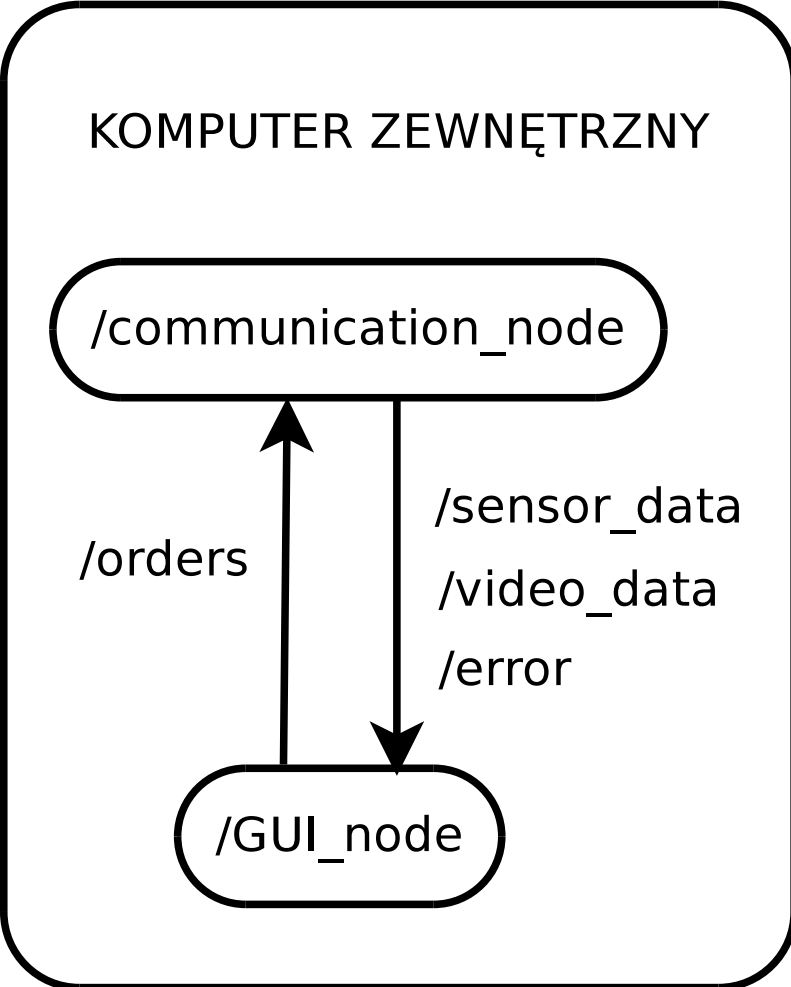 KOMPUTER ZEWNĘTRZNY
/communication_node
/orders
/sensor_data
/video_data
/error
/GUI_node